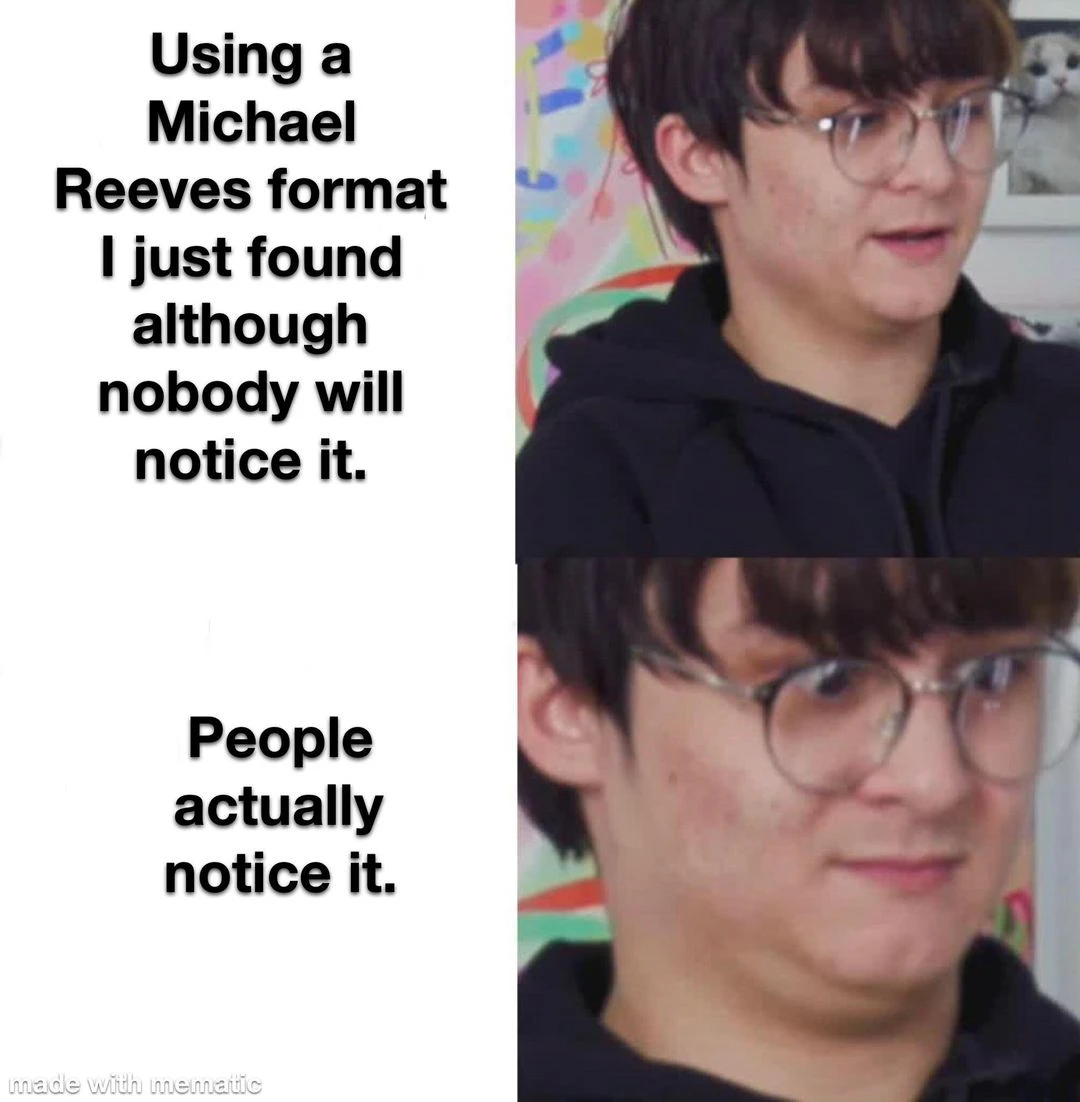 Using a
Michael
Reeves format
I just found
although
nobody will
notice it.
People
actually
notice it.
made with mematic